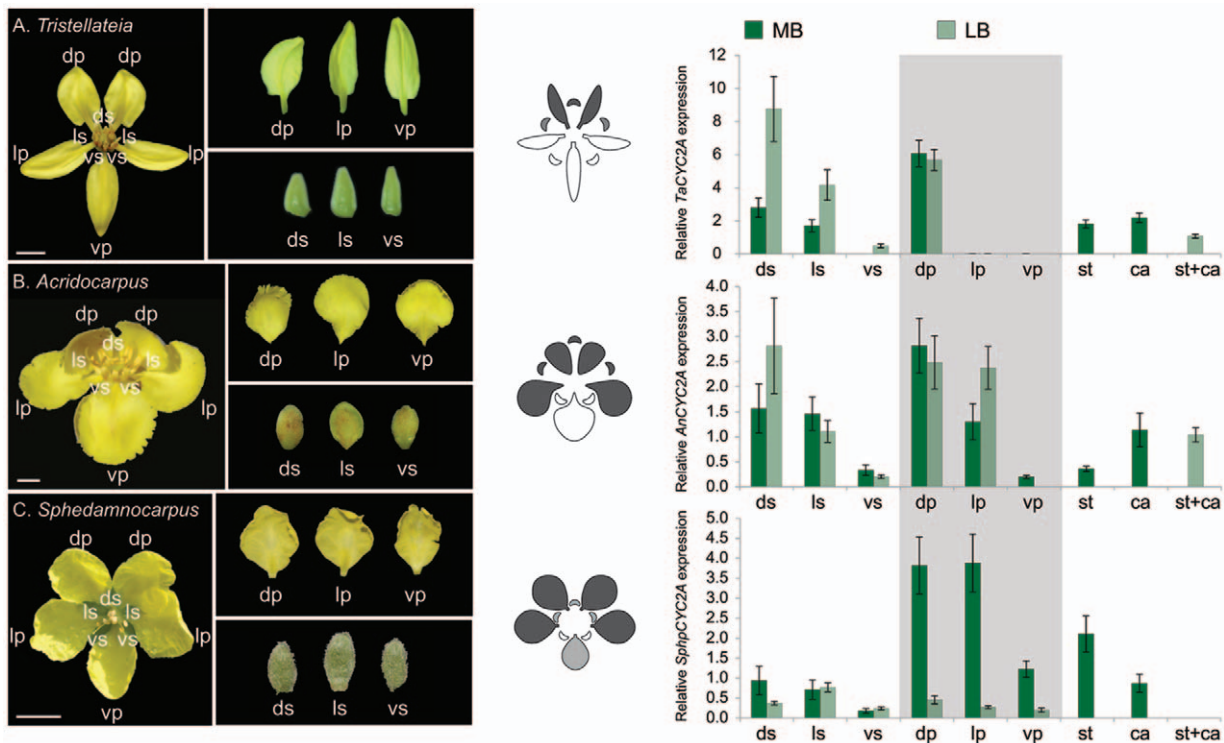 A. Tristellateia
dp dp
ds
ls ls
lp vs vs lp
vp
dp lp vp
ds ls vs
B. Acridocarpus
dp dp
ds
ls ls
vs vs
lp lp
vp
dp lp vp
ds ls vs
C. Sphedamnocarpus
dp dp
ds
ls ls
lp vs vs lp
vp
dp lp vp
ds ls vs
MB LB
Relative TaCYC2A expression
12
10
8
6
4
2
0
ds ls vs dp lp vp st ca st+ca
Relative AnCYC2A expression
4.0
3.5
3.0
2.5
2.0
1.5
1.0
0.5
0.0
ds ls vs dp lp vp st ca st+ca
Relative SphpCYC2A expression
5.0
4.5
4.0
3.5
3.0
2.5
2.0
1.5
1.0
0.5
0.0
ds ls vs dp lp vp st ca st+ca